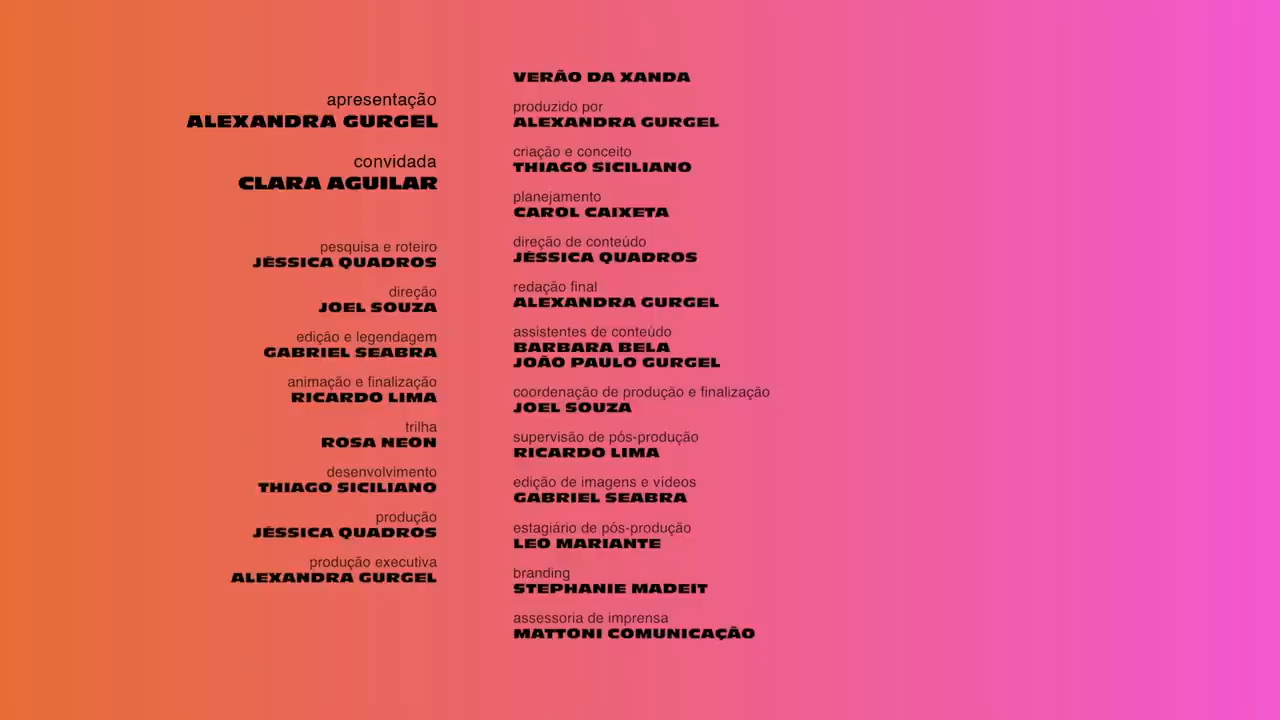 apresentação
ALEXANDRA GURGEL
convidada
CLARA AGUILAR
pesquisa e roteiro
JÉSSICA QUADROS
direção
JOEL SOUZA
edição e legendagem
GABRIEL SEABRA
animação e finalização
RICARDO LIMA
trilha
ROSA NEON
desenvolvimento
THIAGO SICILIANO
produção
JÉSSICA QUADROS
produção executiva
ALEXANDRA GURGEL
VERÃO DA XANDA
produzido por
ALEXANDRA GURGEL
criação e conceito
THIAGO SICILIANO
planejamento
CAROL CAIXETA
direção de conteúdo
JÉSSICA QUADROS
redação final
ALEXANDRA GURGEL
assistentes de conteúdo
BARBARA BELA
JOÃO PAULO GURGEL
coordenação de produção e finalização
JOEL SOUZA
supervisão de pós-produção
RICARDO LIMA
edição de imagens e vídeos
GABRIEL SEABRA
estagiário de pós-produção
LEO MARIANTE
branding
STEPHANIE MADEIT
assessoria de imprensa
MATTONI COMUNICAÇÃO